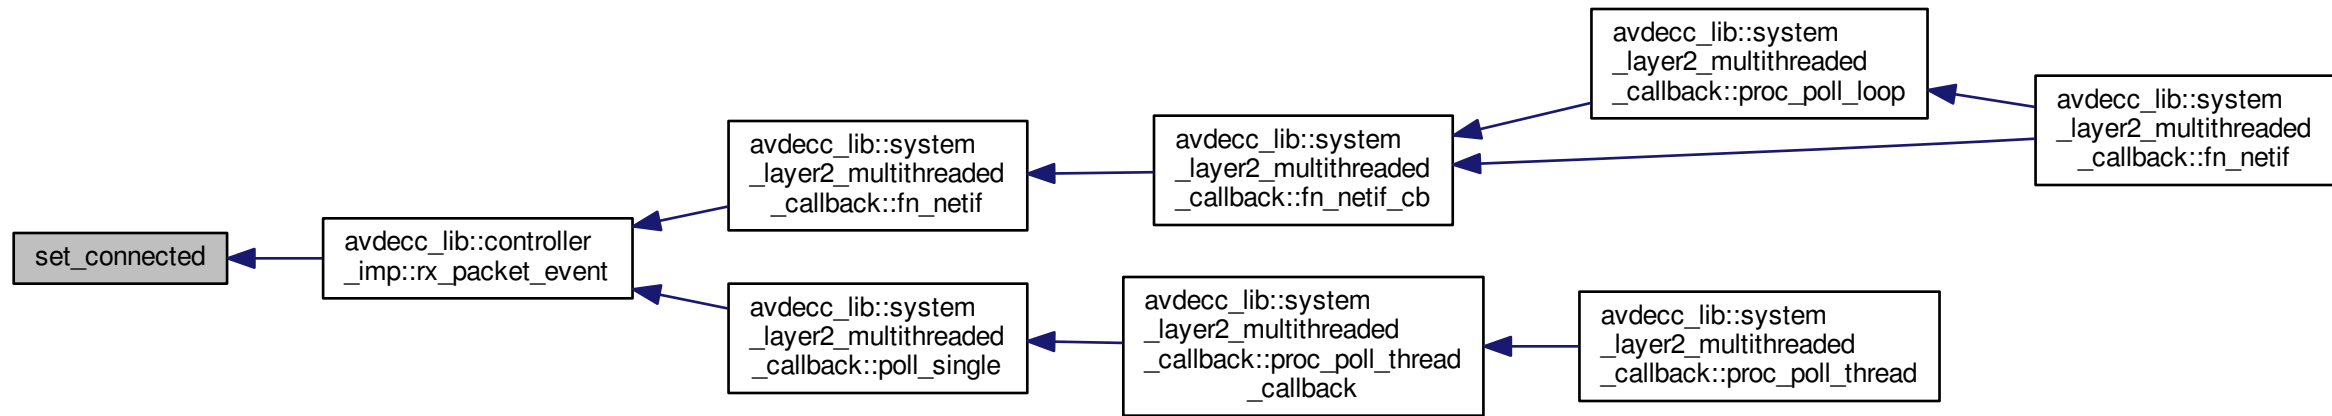 set_connected
avdecc_lib::controller
_imp::rx_packet_event
avdecc_lib::system
_layer2_multithreaded
_callback::fn_netif
avdecc_lib::system
_layer2_multithreaded
_callback::poll_single
avdecc_lib::system
_layer2_multithreaded
_callback::fn_netif_cb
avdecc_lib::system
_layer2_multithreaded
_callback::proc_poll_thread
_callback
avdecc_lib::system
_layer2_multithreaded
_callback::proc_poll_loop
avdecc_lib::system
_layer2_multithreaded
_callback::proc_poll_thread
avdecc_lib::system
_layer2_multithreaded
_callback::fn_netif